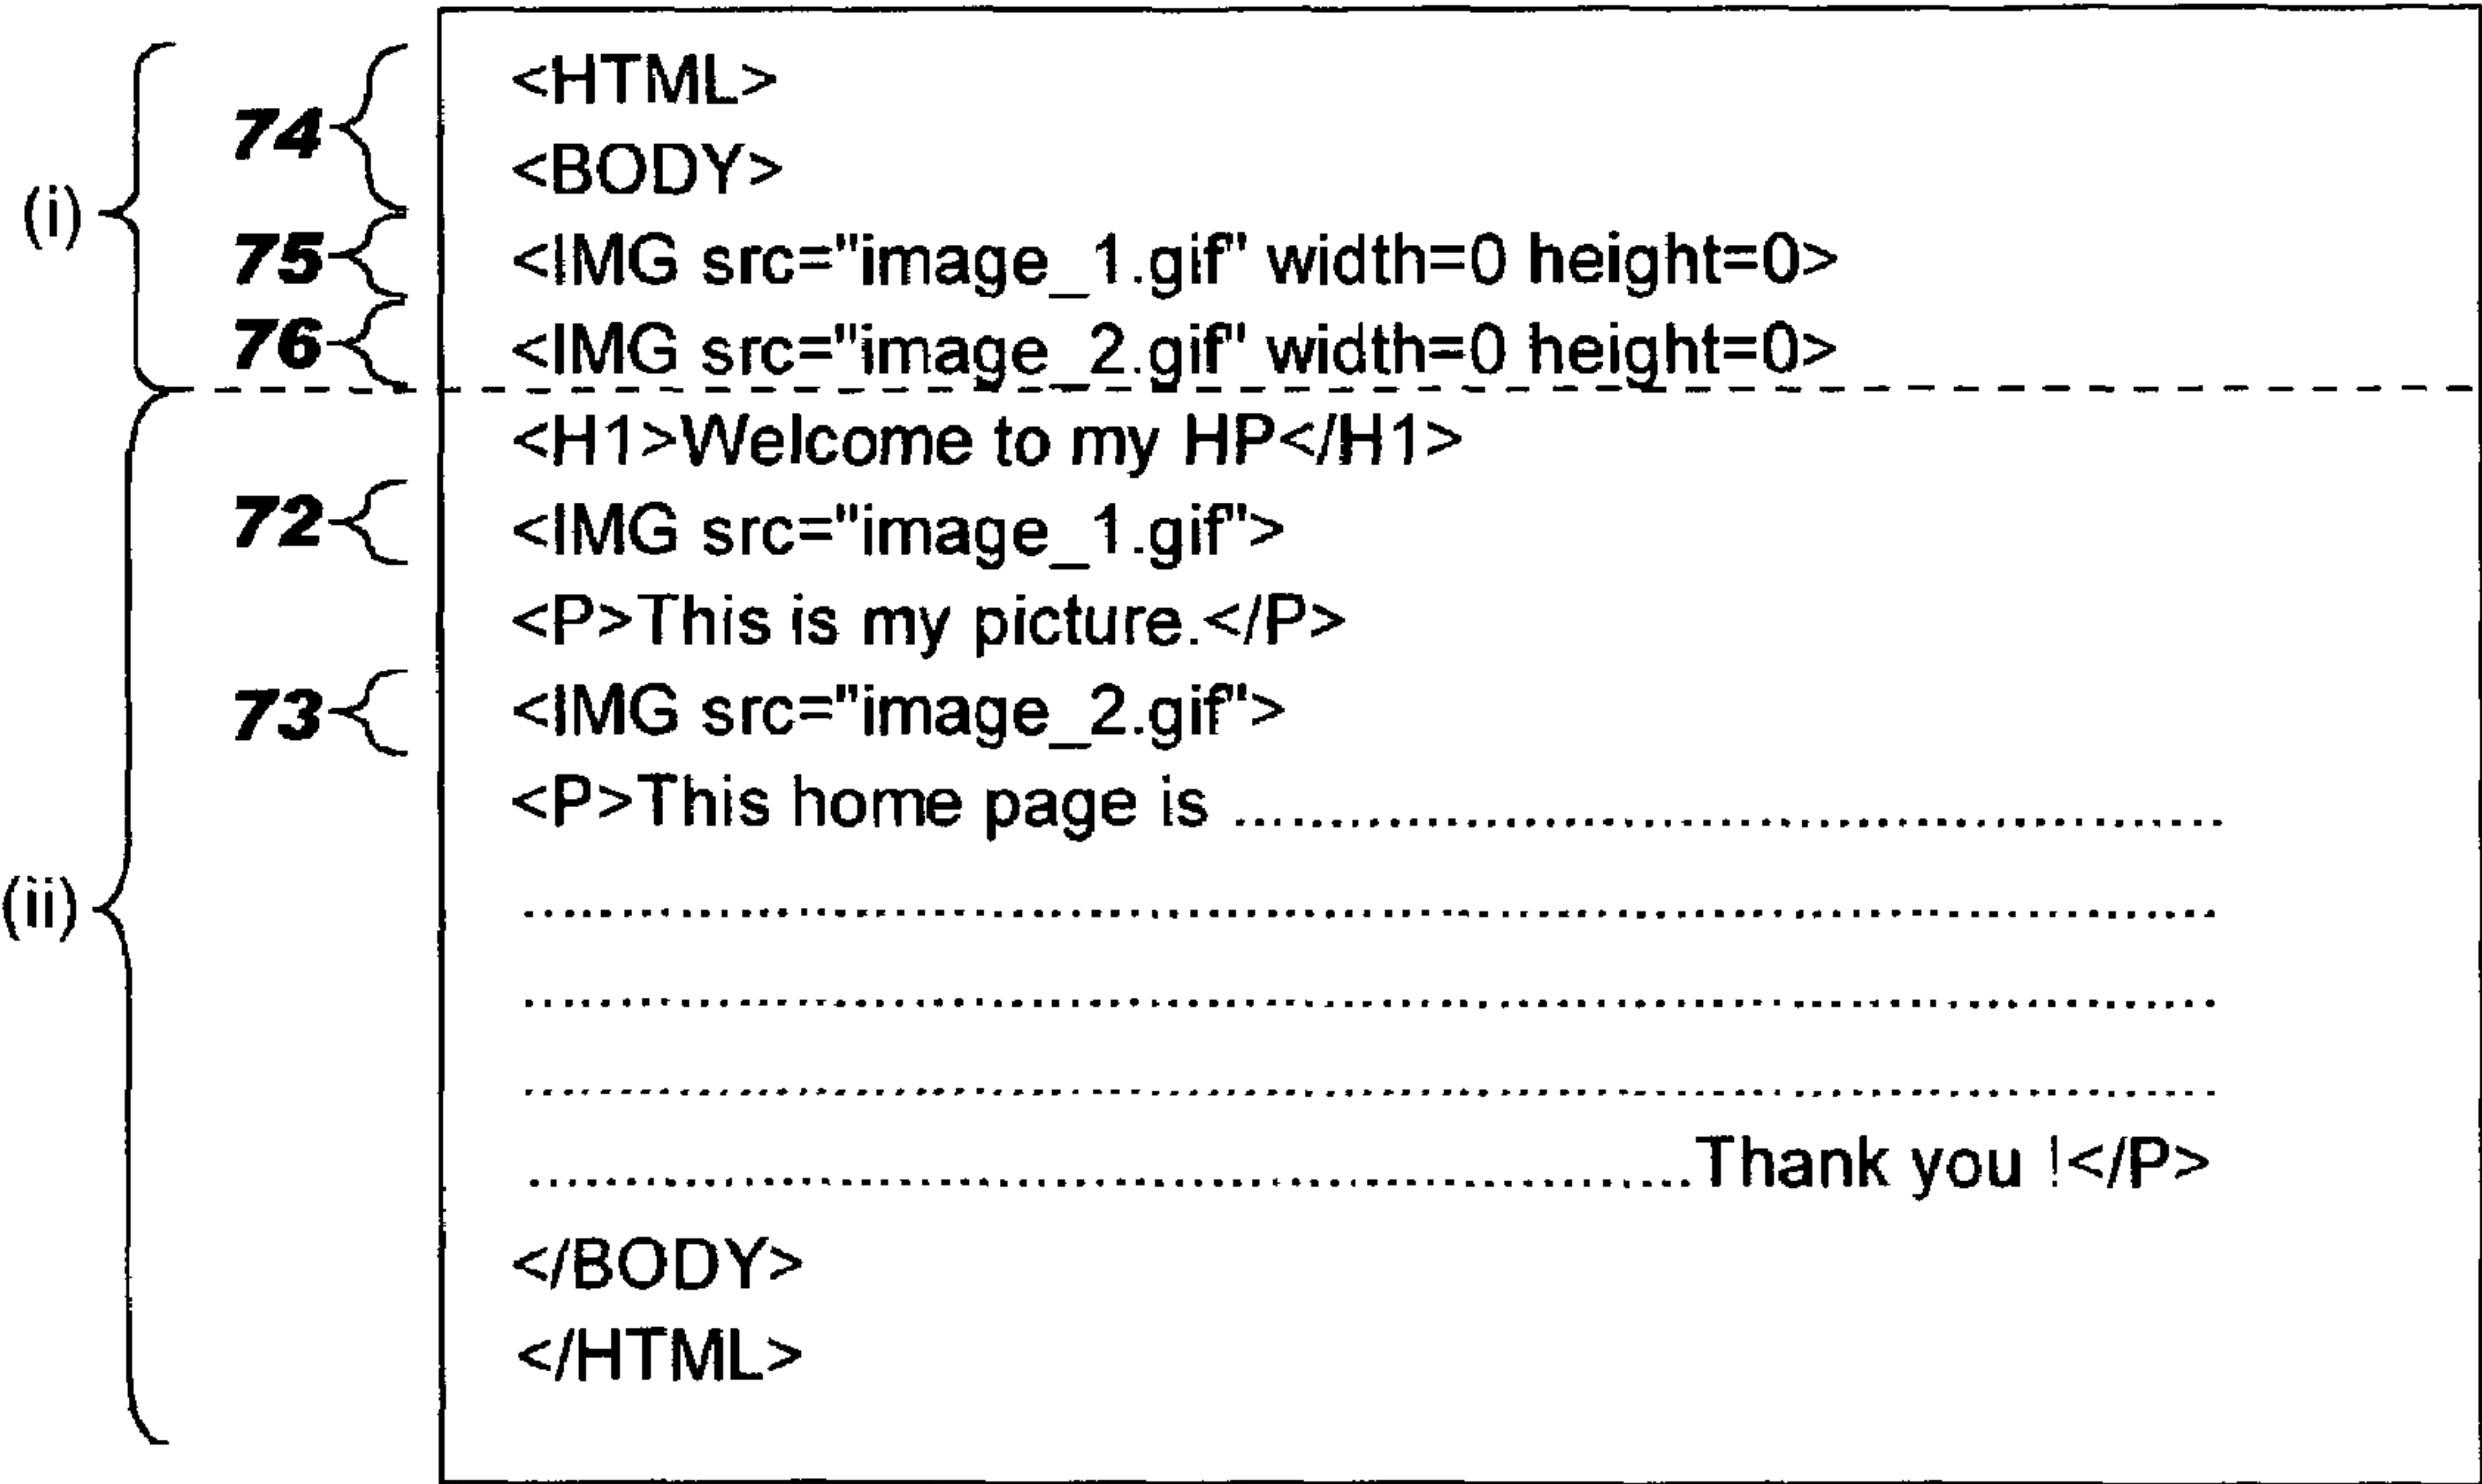 <HTML>
74
<BODY>
(i)
75 <IMG src="image_1.gif" width=0 height=0>
76 <IMG src="image_2.gif" width=0 height=0>
<H1>Welcome to my HP</H1>
72 <IMG src="image_1.gif">
<P>This is my picture.</P>
73 <IMG src="image_2.gif">
<P>This home page is ........................................
(ii)
........................................Thank you !</P>
</BODY>
</HTML>